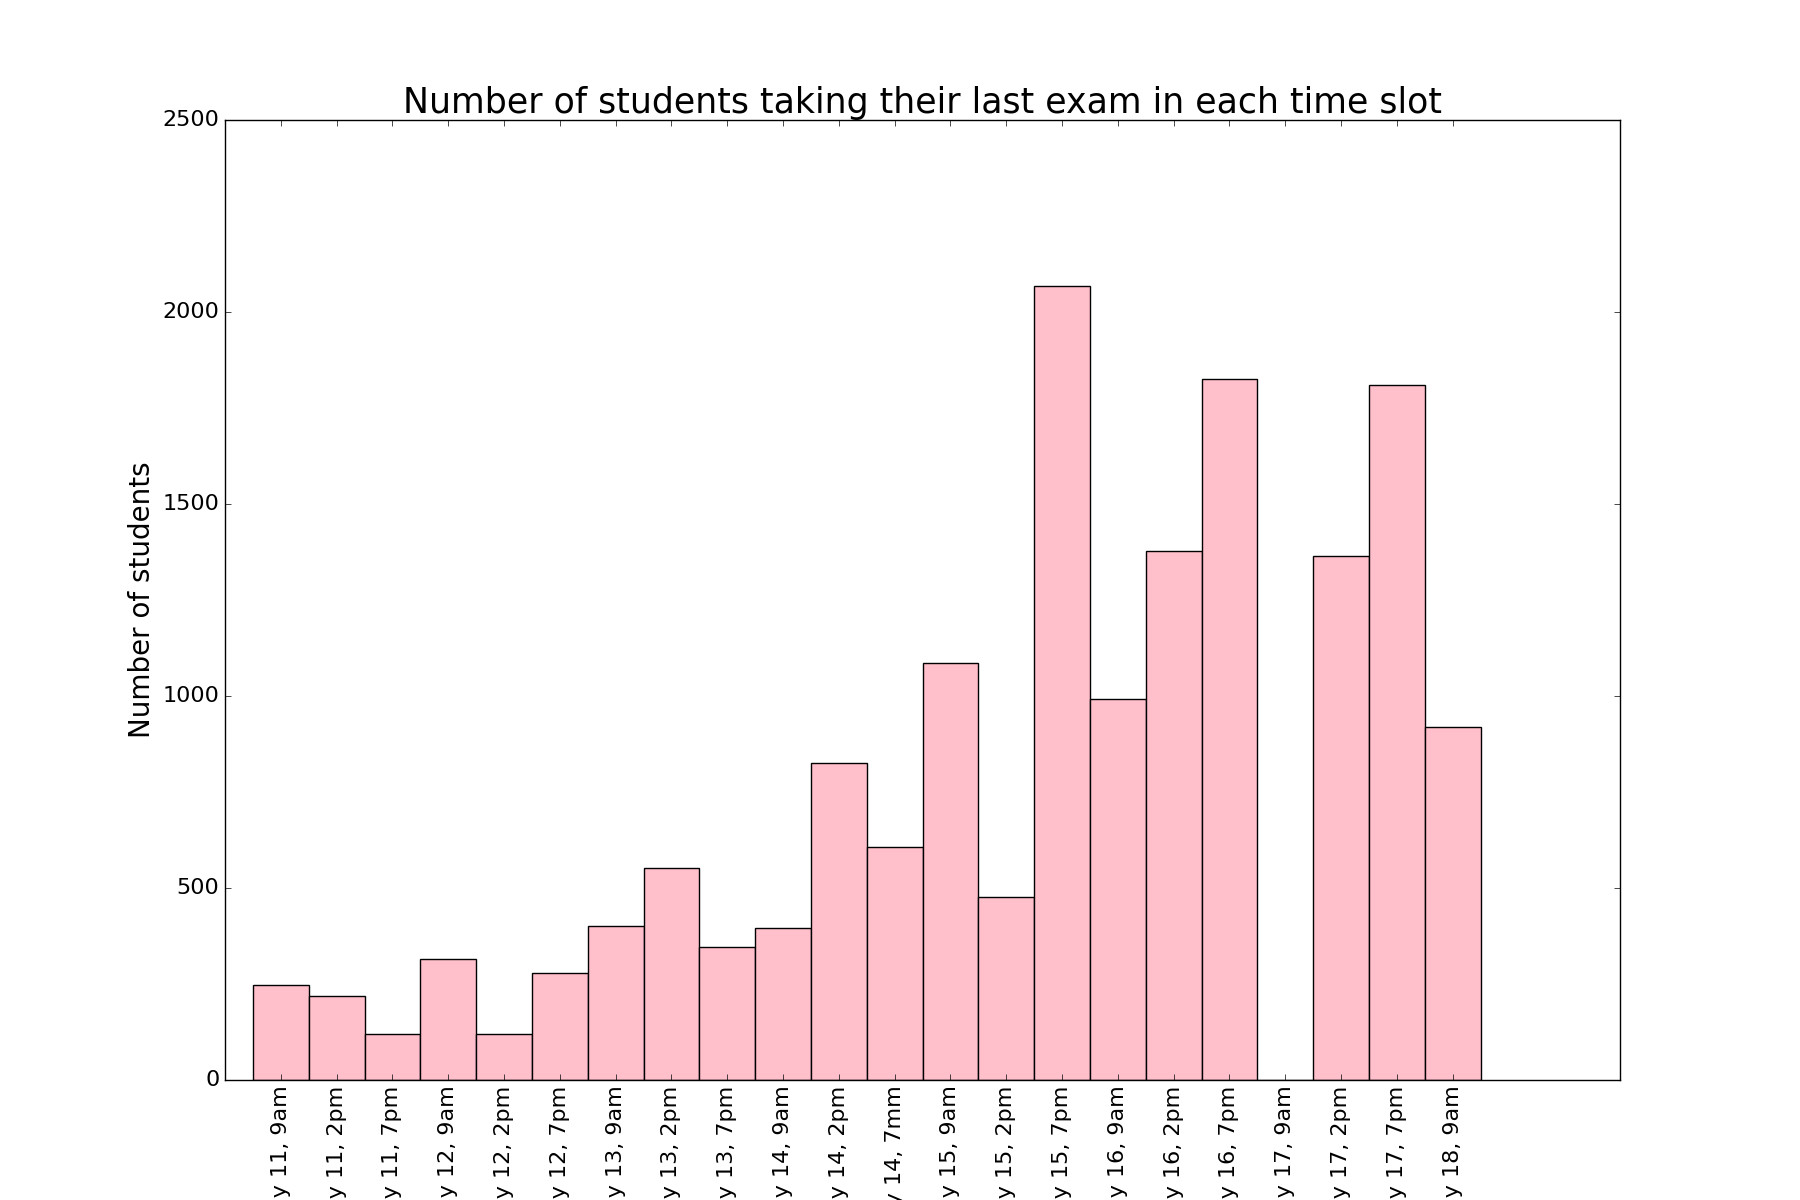 Number of students taking their last exam in each time slot
Number of students
2500
2000
1500
1000
500
0
y 11, 9am
y 11, 2pm
y 11, 7pm
y 12, 9am
y 12, 2pm
y 12, 7pm
y 13, 9am
y 13, 2pm
y 13, 7pm
y 14, 9am
y 14, 2pm
y 14, 7mm
y 15, 9am
y 15, 2pm
y 15, 7pm
y 16, 9am
y 16, 2pm
y 16, 7pm
y 17, 9am
y 17, 2pm
y 17, 7pm
y 18, 9am